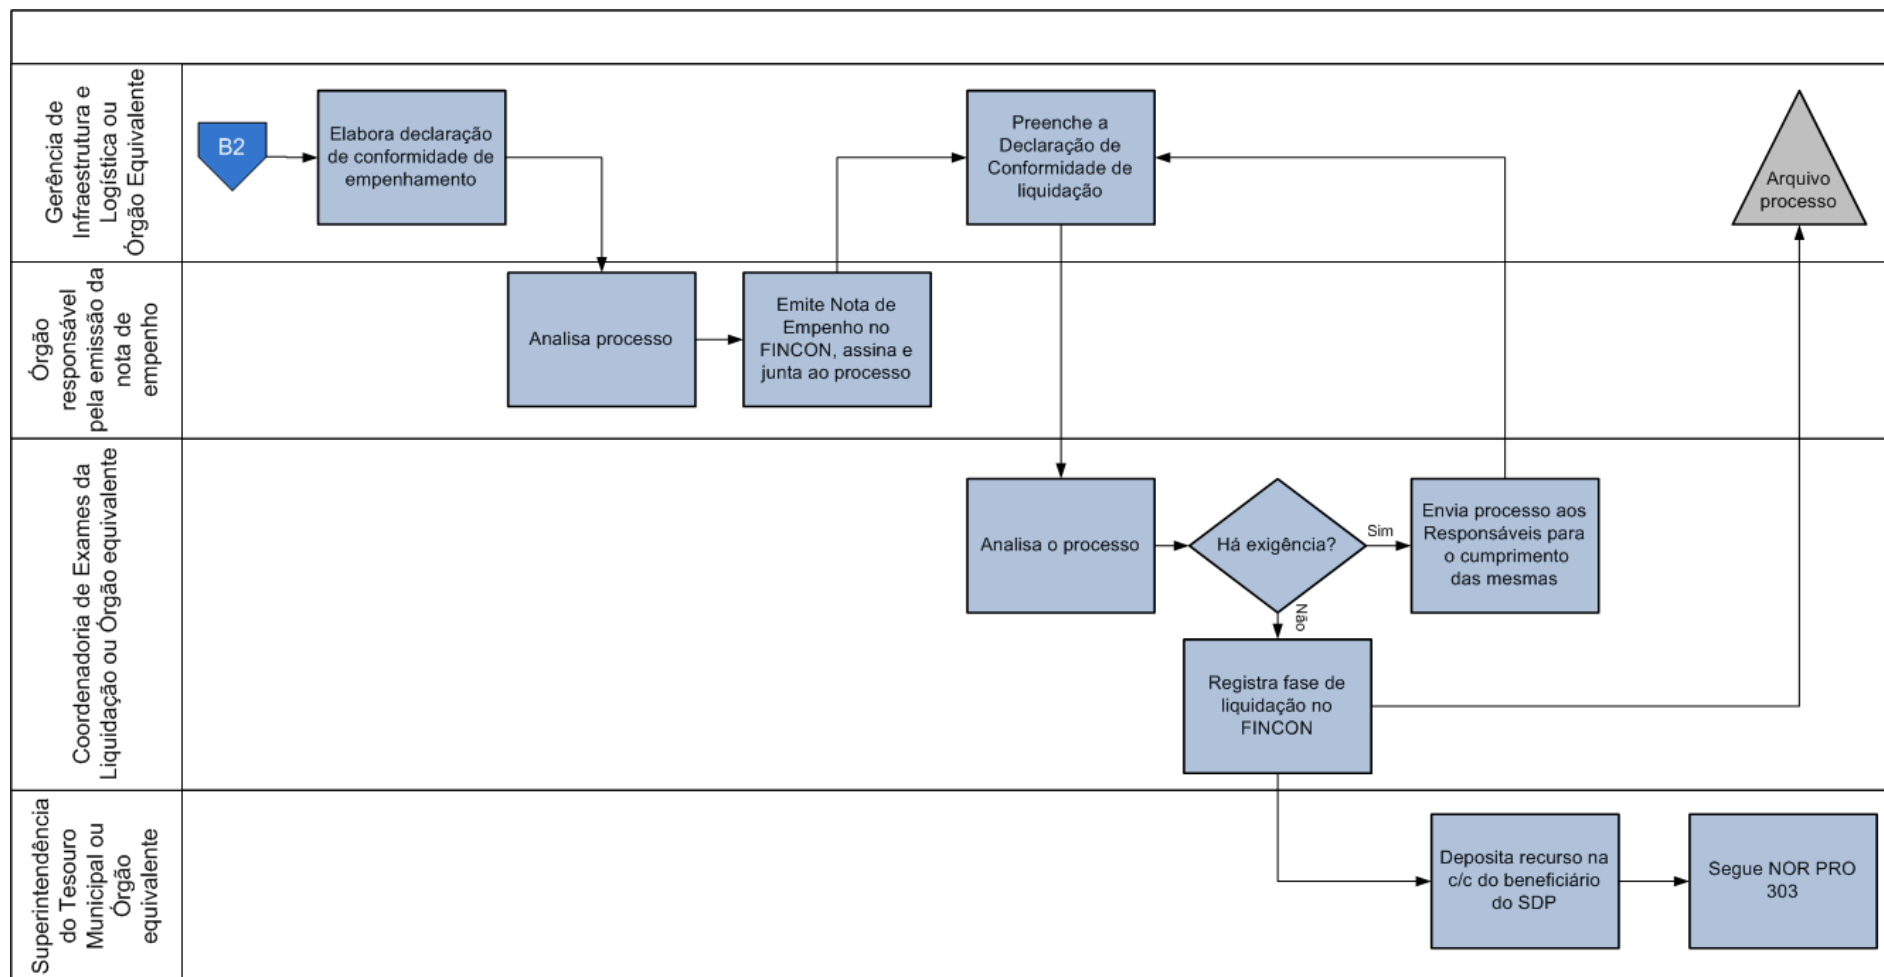 Gerência de
Infraestrutura e
Logística ou
Órgão Equivalente
B2
Elabora declaração
de conformidade de
empenhamento
Preenche a
Declaração de
Conformidade de
liquidação
Arquivo
processo
Órgão
responsável
pela emissão da
nota de
empenho
Analisa processo
Emite Nota de
Empenho no
FINCON, assina e
junta ao processo
Coordenadoria de Exames da
Liquidação ou Órgão equivalente
Analisa o processo
Há exigência?
Sim
Envia processo aos
Responsáveis para
o cumprimento
das mesmas
Não
Registra fase de
liquidação no
FINCON
Superintendência
do Tesouro
Municipal ou
Órgão
equivalente
Deposita recurso na
c/c do beneficiário
do SDP
Segue NOR PRO
303